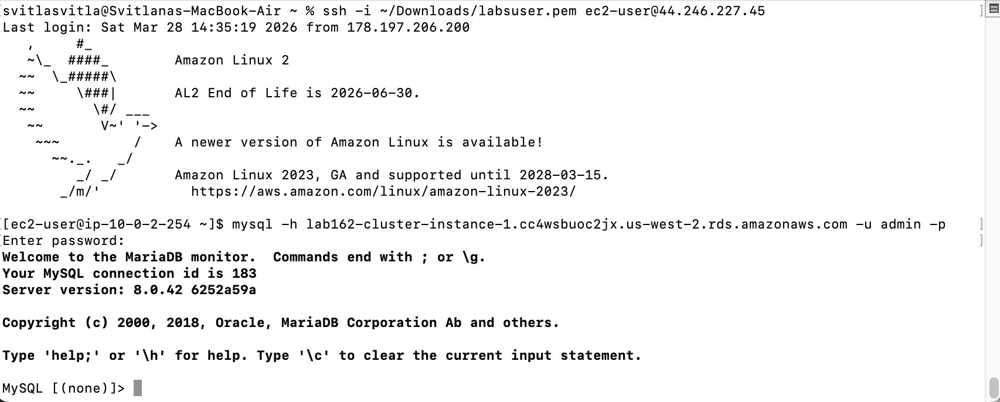 svitlasvitla@Svitlanas-MacBook-Air ~ % ssh -i ~/Downloads/labsuser.pem ec2-user@44.246.227.45
Last login: Sat Mar 28 14:35:19 2026 from 178.197.206.200
   ,     #_
   ~\_  ####_        Amazon Linux 2
  ~~  \_#####\
  ~~     \###|       AL2 End of Life is 2026-06-30.
  ~~       \#/ ___
   ~~       V~' '->
    ~~~         /    A newer version of Amazon Linux is available!
      ~~._.   _/
         _/ _/       Amazon Linux 2023, GA and supported until 2028-03-15.
       _/m/'           https://aws.amazon.com/linux/amazon-linux-2023/
[ec2-user@ip-10-0-2-254 ~]$ mysql -h lab162-cluster-instance-1.cc4wsbuoc2jx.us-west-2.rds.amazonaws.com -u admin -p
Enter password:
Welcome to the MariaDB monitor.  Commands end with ; or \g.
Your MySQL connection id is 183
Server version: 8.0.42 6252a59a
Copyright (c) 2000, 2018, Oracle, MariaDB Corporation Ab and others.
Type 'help;' or '\h' for help. Type '\c' to clear the current input statement.
MySQL [(none)]>